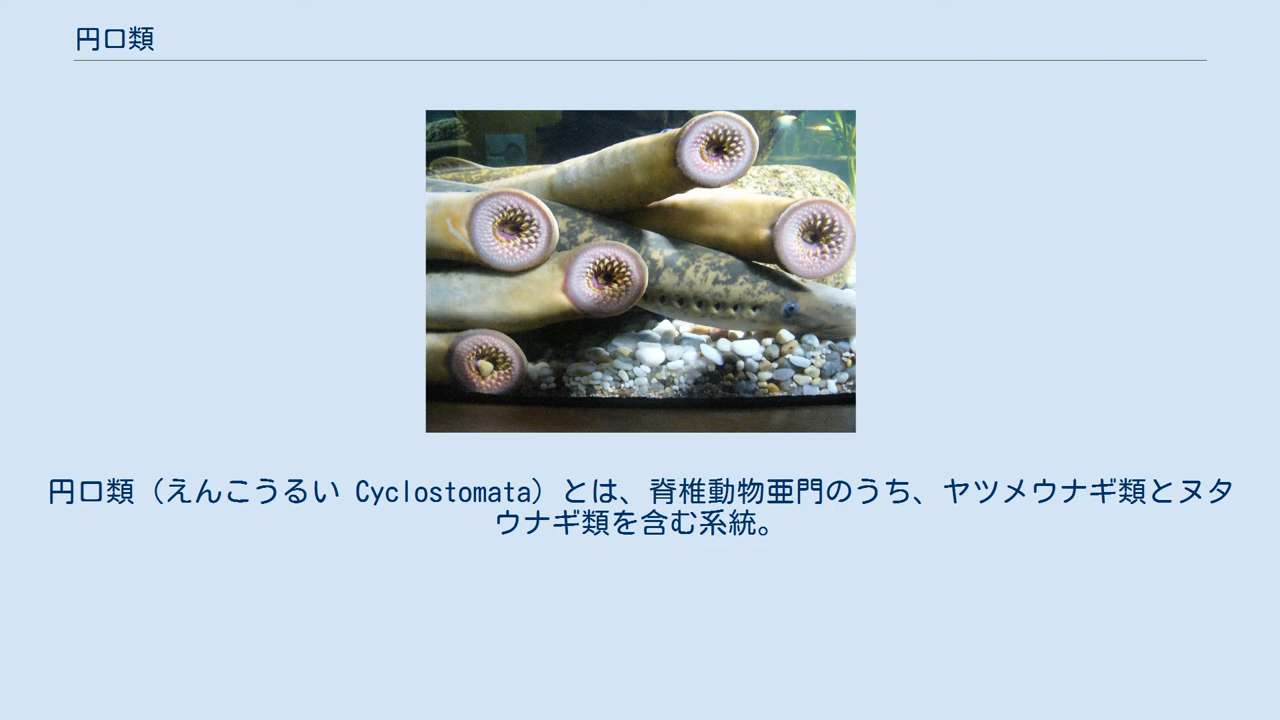 円口類
円口類（えんこうるい Cyclostomata）とは、脊椎動物亜門のうち、ヤツメウナギ類とヌタ
ウナギ類を含む系統。